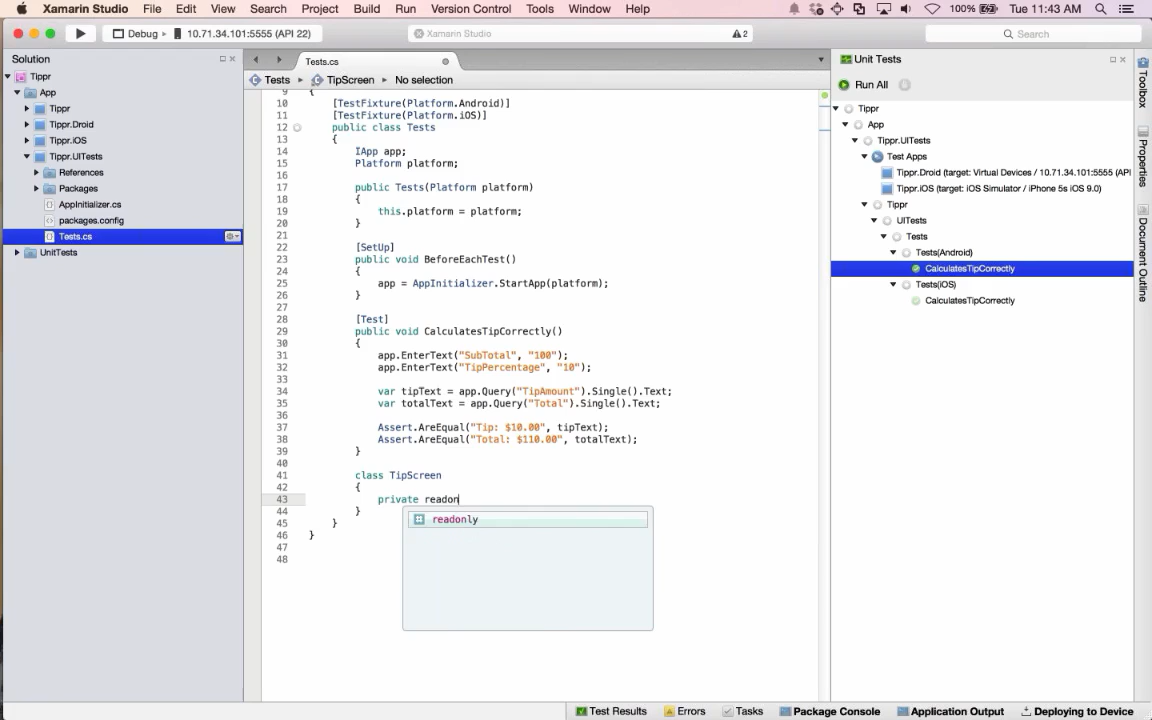 Xamarin Studio File Edit View Search Project Build Run Version Control Tools Window Help 100% Tue 11:43 AM
Debug 10.71.34.101:5555 (API 22) Xamarin Studio 2 Search
Solution
Tippr
App
Tippr
Tippr.Droid
Tippr.iOS
Tippr.UITests
References
Packages
AppInitializer.cs
packages.config
Tests.cs
UnitTests
Tests.cs
Tests TipScreen No selection
9 {
10 [TestFixture(Platform.Android)]
11 [TestFixture(Platform.iOS)]
12 public class Tests
13 {
14 IApp app;
15 Platform platform;
16
17 public Tests(Platform platform)
18 {
19 this.platform = platform;
20 }
21
22 [SetUp]
23 public void BeforeEachTest()
24 {
25 app = AppInitializer.StartApp(platform);
26 }
27
28 [Test]
29 public void CalculatesTipCorrectly()
30 {
31 app.EnterText("SubTotal", "100");
32 app.EnterText("TipPercentage", "10");
33
34 var tipText = app.Query("TipAmount").Single().Text;
35 var totalText = app.Query("Total").Single().Text;
36
37 Assert.AreEqual("Tip: $10.00", tipText);
38 Assert.AreEqual("Total: $110.00", totalText);
39 }
40
41 class TipScreen
42 {
43 private readon
44 }
45 }
46 }
47
48
readonly
Unit Tests
Run All
Tippr
App
Tippr.UITests
Test Apps
Tippr.Droid (target: Virtual Devices / 10.71.34.101:5555 (API
Tippr.iOS (target: iOS Simulator / iPhone 5s iOS 9.0)
Tippr
UITests
Tests
Tests(Android)
CalculatesTipCorrectly
Tests(iOS)
CalculatesTipCorrectly
Toolbox
Properties
Document Outline
Test Results Errors Tasks Package Console Application Output Deploying to Device